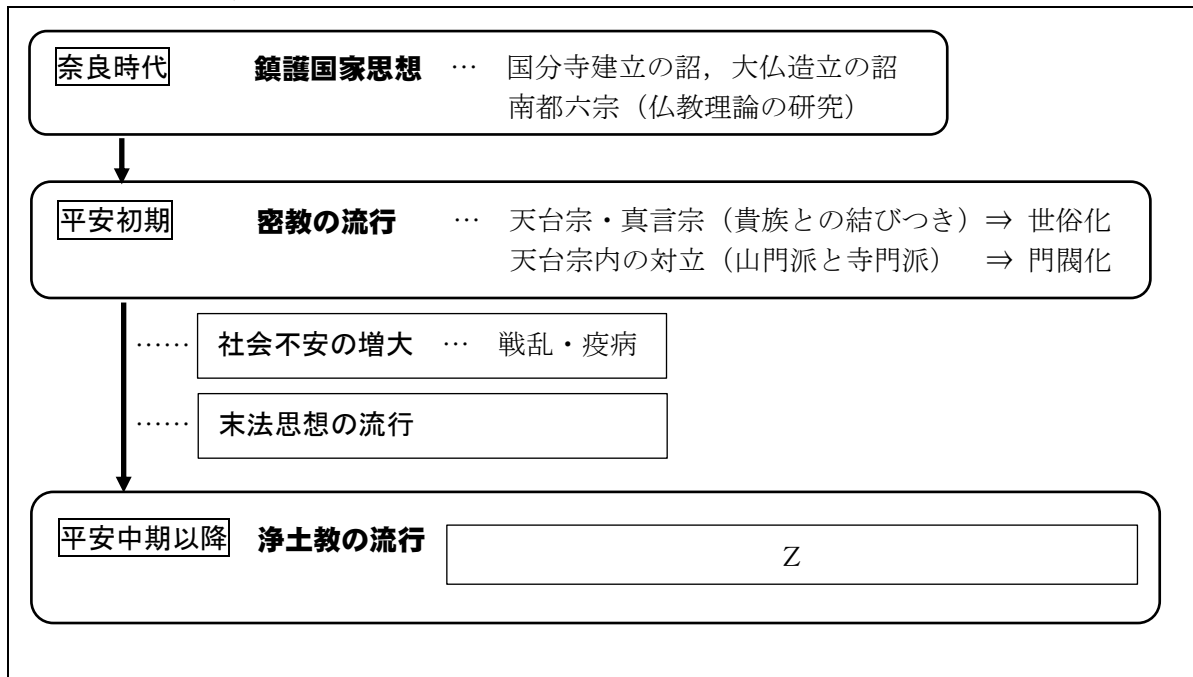 奈良時代 鎮護国家思想 … 国分寺建立の詔，大仏造立の詔
南都六宗（仏教理論の研究）
平安初期 密教の流行 … 天台宗・真言宗（貴族との結びつき）⇒ 世俗化
天台宗内の対立（山門派と寺門派） ⇒ 門閥化
…… 社会不安の増大 … 戦乱・疫病
…… 末法思想の流行
平安中期以降 浄土教の流行 Z